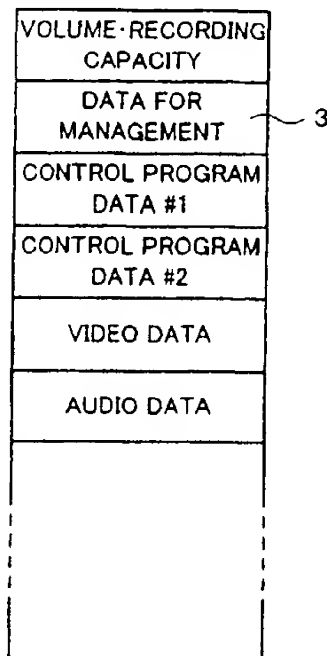 VOLUME·RECORDING
CAPACITY
DATA FOR
MANAGEMENT
3
CONTROL PROGRAM
DATA #1
CONTROL PROGRAM
DATA #2
VIDEO DATA
AUDIO DATA